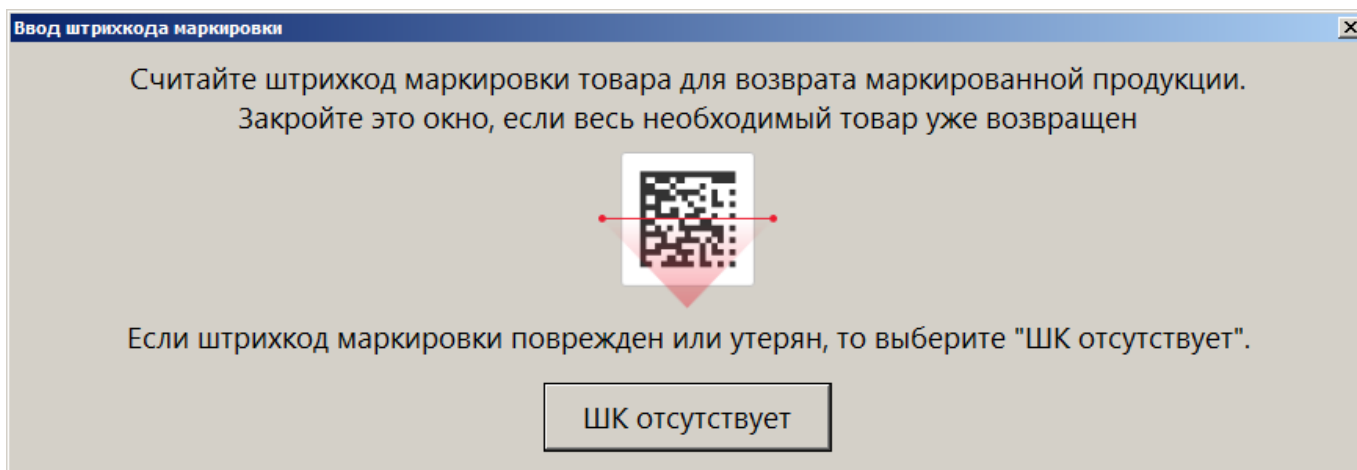 Ввод штрихкода маркировки
Считайте штрихкод маркировки товара для возврата маркированной продукции.
Закройте это окно, если весь необходимый товар уже возвращен
Если штрихкод маркировки поврежден или утерян, то выберите "ШК отсутствует".
ШК отсутствует